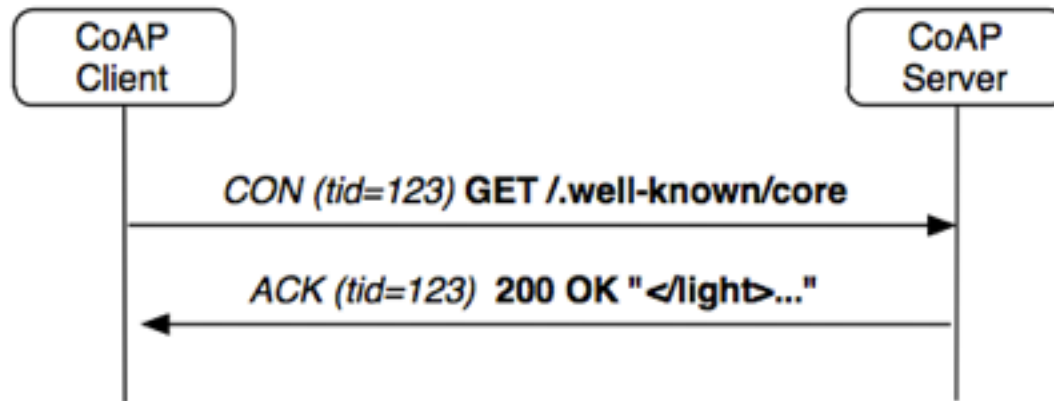 CoAP
Client
CoAP
Server
CON (tid=123) GET /.well-known/core
ACK (tid=123) 200 OK "</light>..."